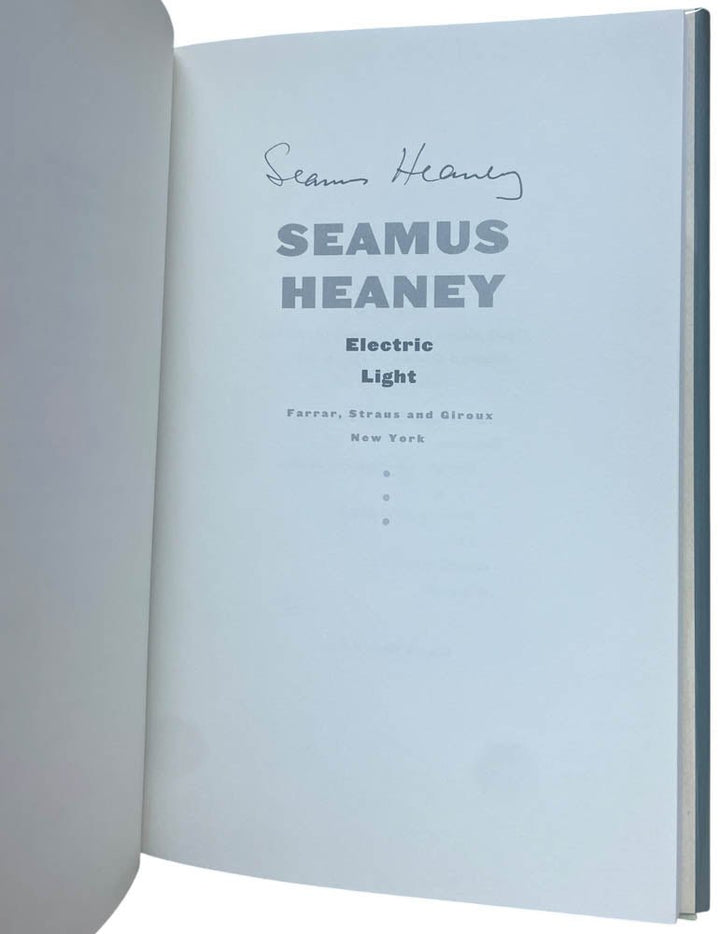 Seamus Heaney
SEAMUS
HEANEY
Electric
Light
Farrar, Straus and Giroux
New York